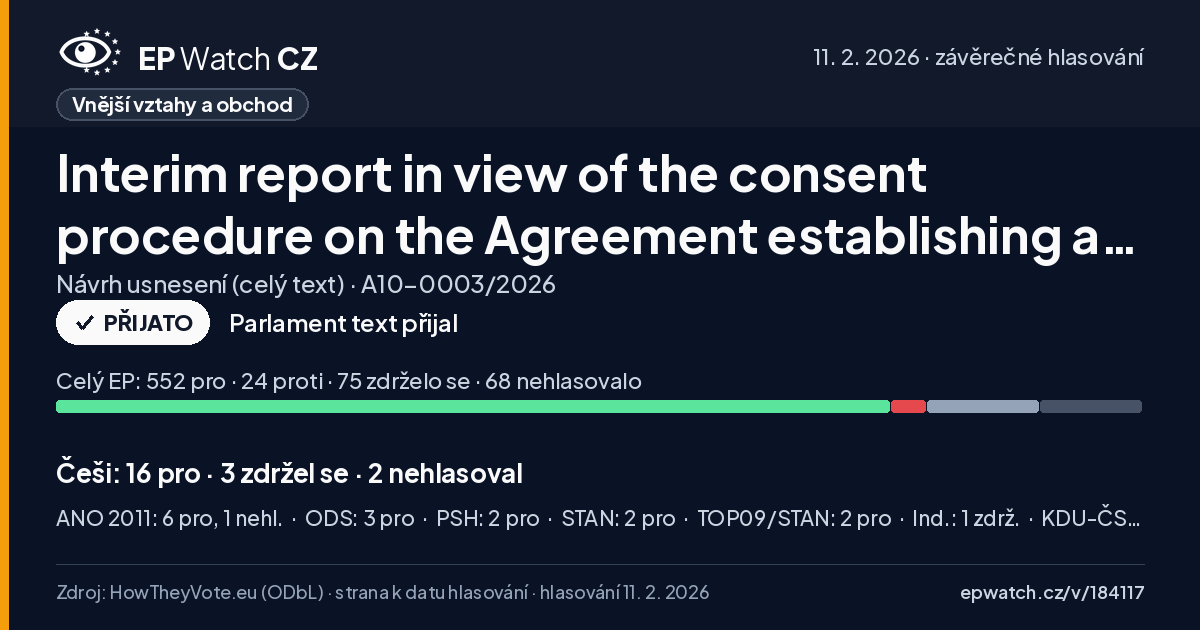 EP Watch CZ
11. 2. 2026 · závěrečné hlasování
Vnější vztahy a obchod
Interim report in view of the consent
procedure on the Agreement establishing a…
Návrh usnesení (celý text) · A10–0003/2026
✓ PŘIJATO Parlament text přijal
Celý EP: 552 pro · 24 proti · 75 zdrželo se · 68 nehlasovalo
Češi: 16 pro · 3 zdržel se · 2 nehlasoval
ANO 2011: 6 pro, 1 nehl. · ODS: 3 pro · PSH: 2 pro · STAN: 2 pro · TOP09/STAN: 2 pro · Ind.: 1 zdrž. · KDU-ČS…
Zdroj: HowTheyVote.eu (ODbL) · strana k datu hlasování · hlasování 11. 2. 2026
epwatch.cz/v/184117